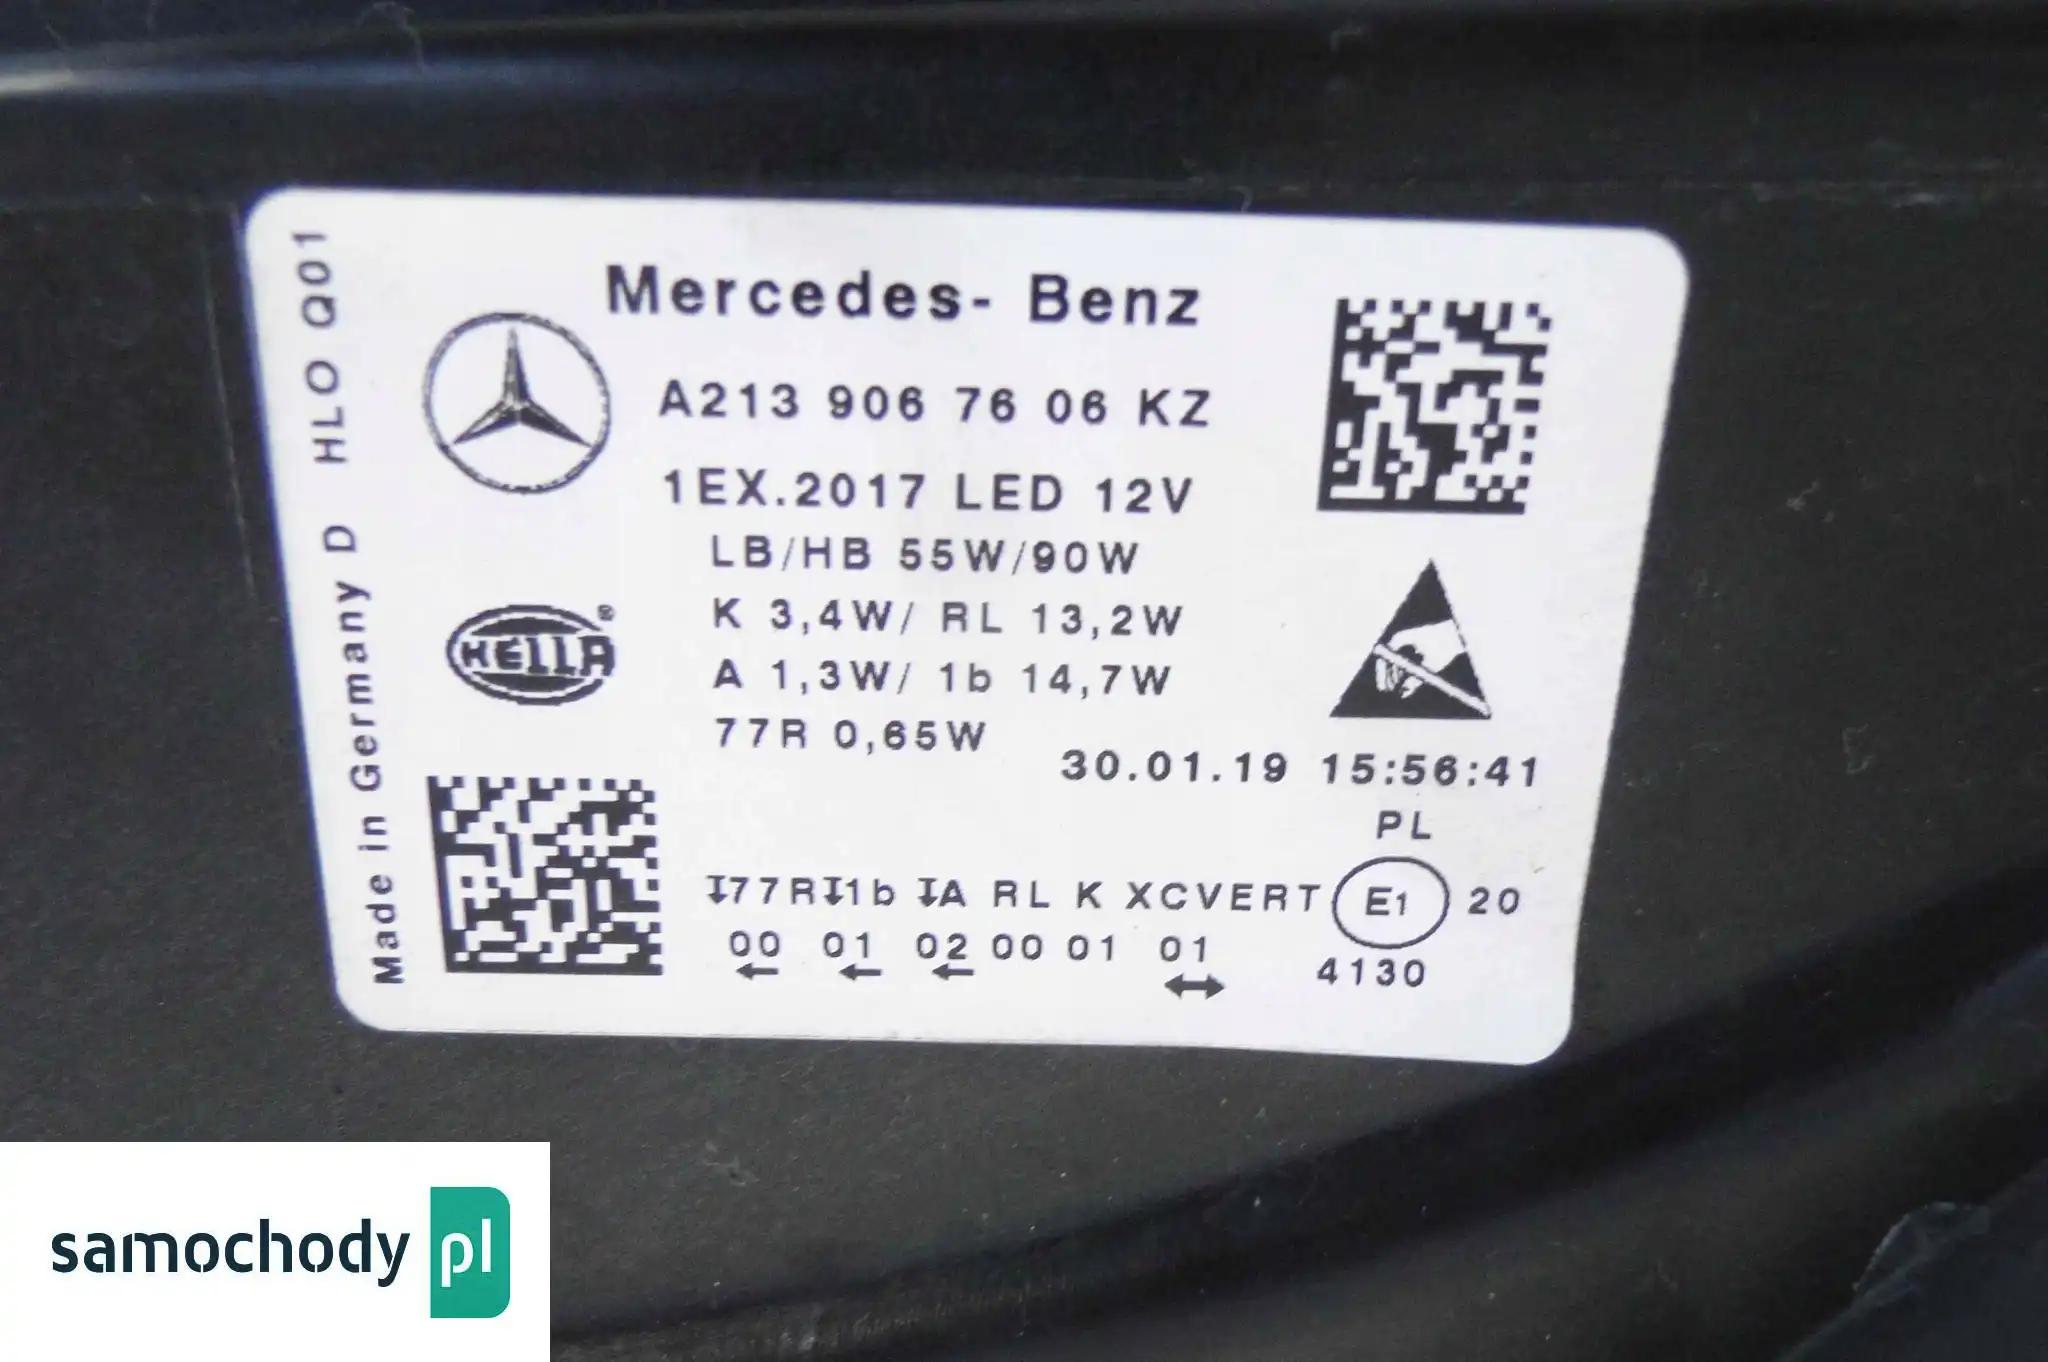 Mercedes- Benz
A213 906 76 06 KZ
1EX.2017 LED 12V
LB/HB 55W/90W
K 3,4W/ RL 13,2W
A 1,3W/ 1b 14,7W
77R 0,65W
30.01.19 15:56:41
PL
HELLA®
Made in Germany D HLO Q01
I77RI1b IA RL K XCVERT E1 20
00 01 02 00 01 01
4130
samochody pl